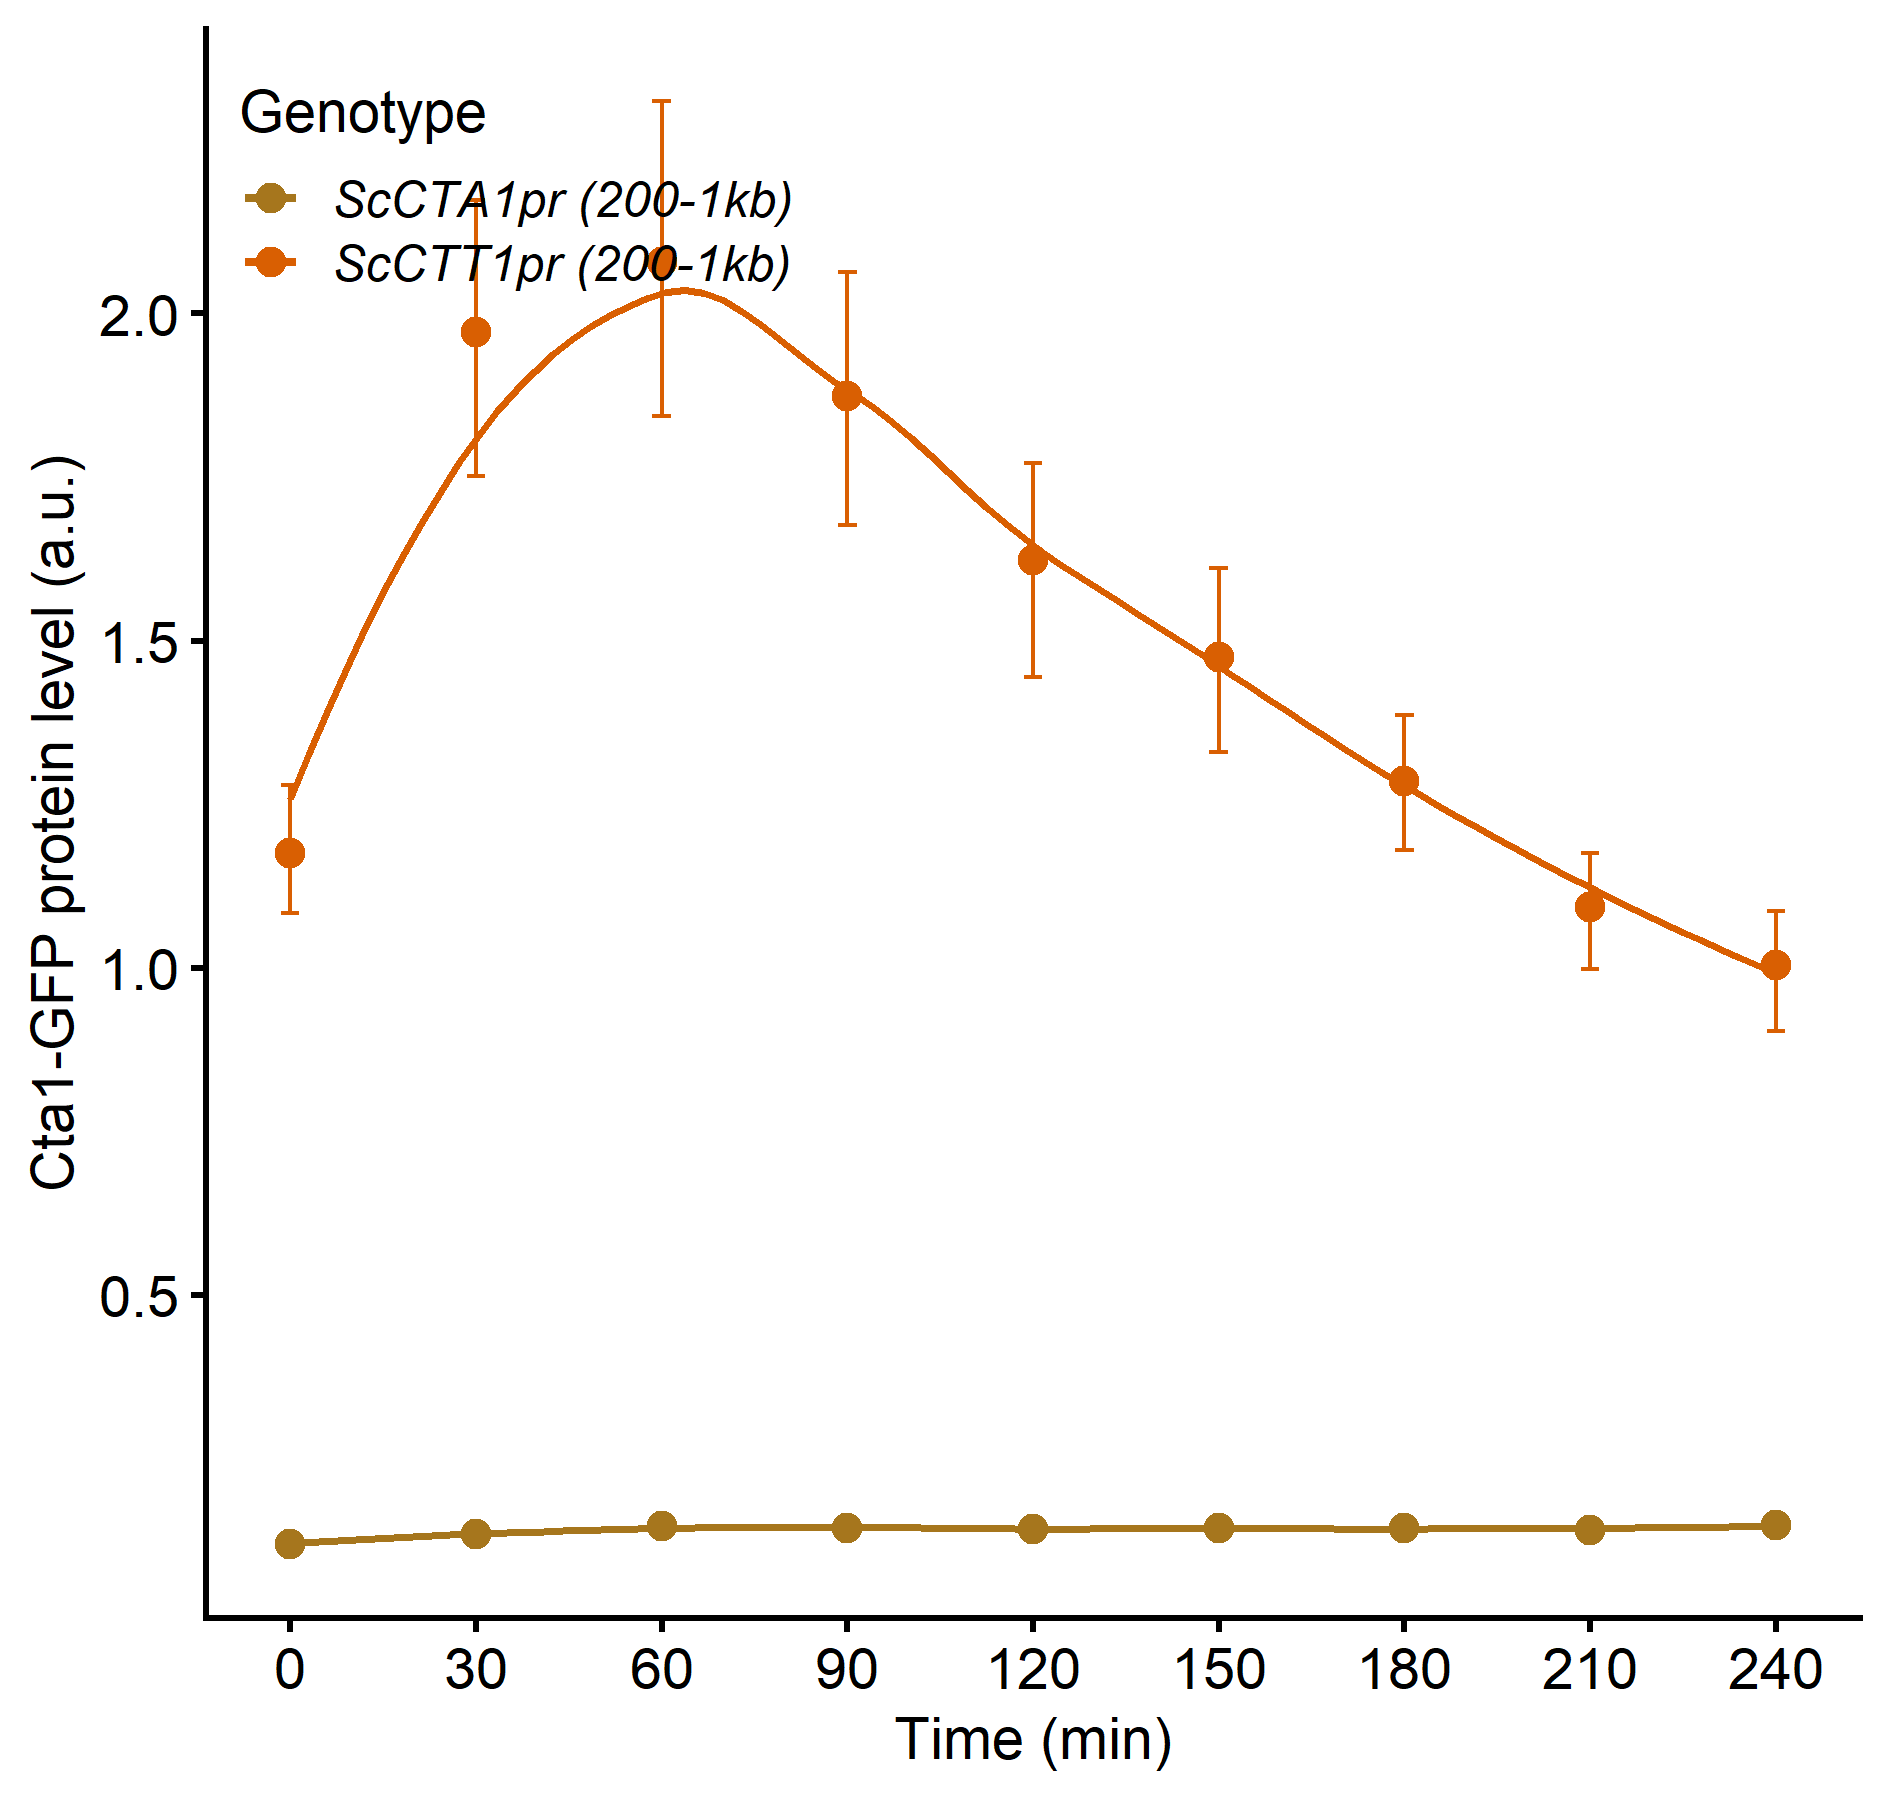 Genotype
ScCTA1pr (200-1kb)
ScCTT1pr (200-1kb)
Cta1-GFP protein level (a.u.)
2.0
1.5
1.0
0.5
0 30 60 90 120 150 180 210 240
Time (min)